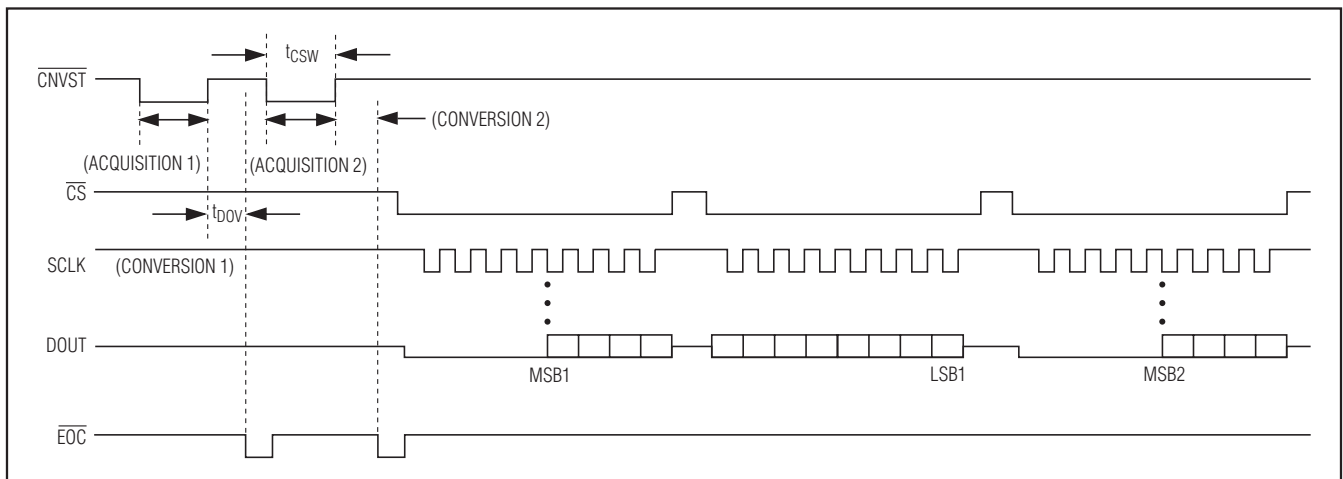 tCSW
CNVST
(CONVERSION 2)
(ACQUISITION 1)
(ACQUISITION 2)
CS
tDOV
SCLK
(CONVERSION 1)
DOUT
MSB1
LSB1
MSB2
EOC